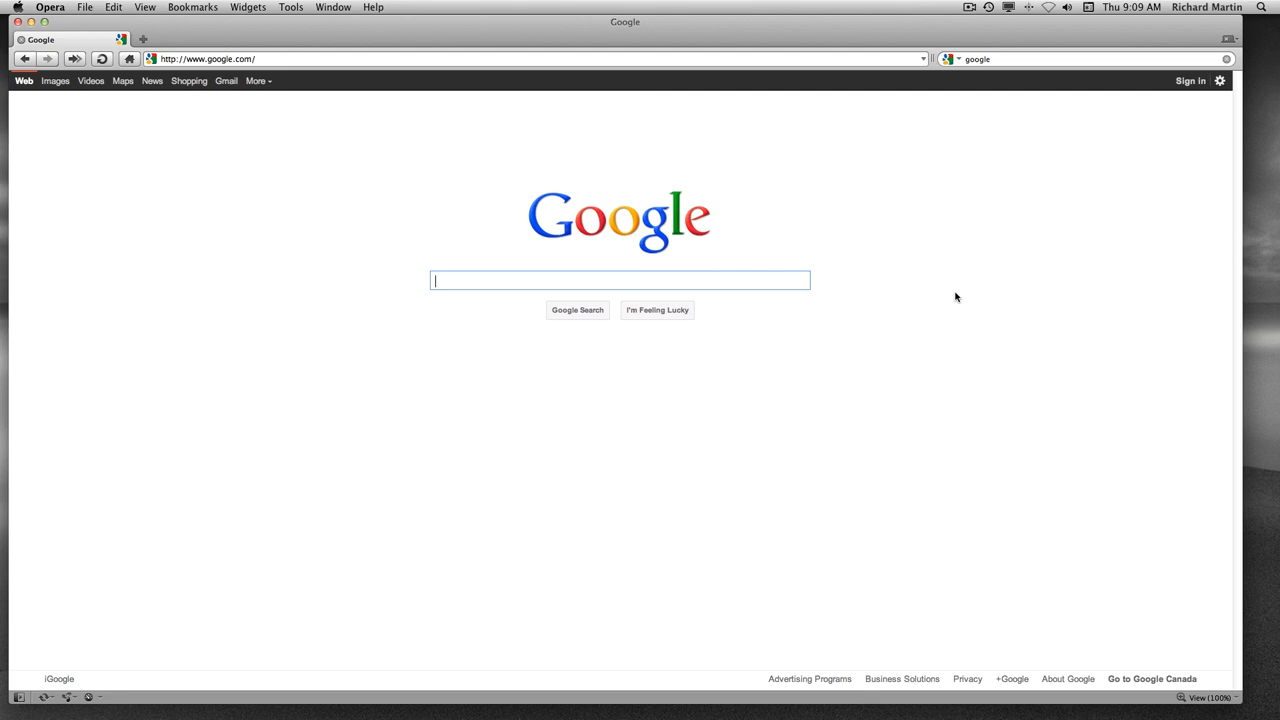 Opera File Edit View Bookmarks Widgets Tools Window Help Thu 9:09 AM Richard Martin
Google
Google
http://www.google.com/ google
Web Images Videos Maps News Shopping Gmail More Sign in
Google
Google Search I'm Feeling Lucky
iGoogle Advertising Programs Business Solutions Privacy +Google About Google Go to Google Canada
View (100%)